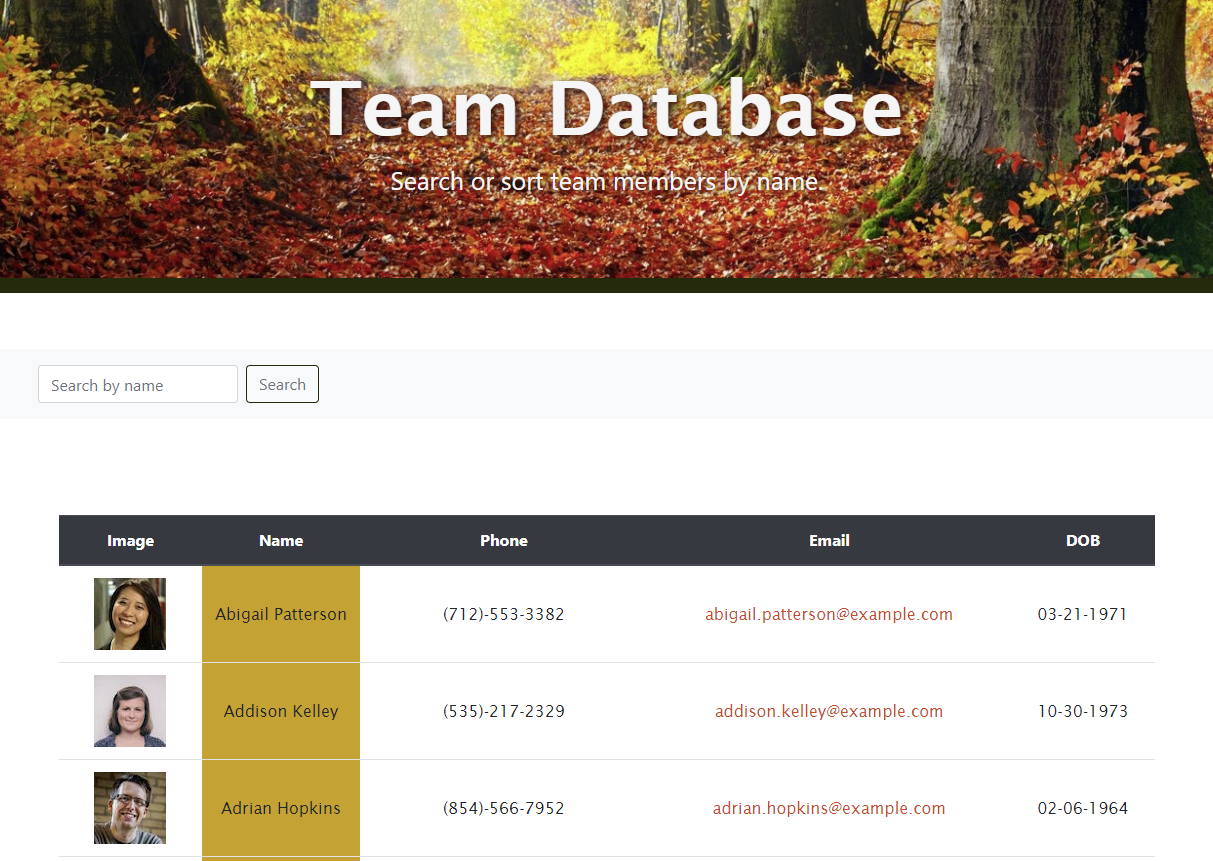 Team Database
Search or sort team members by name.
Search by name Search
Image Name Phone Email DOB
Abigail Patterson (712)-553-3382 abigail.patterson@example.com 03-21-1971
Addison Kelley (535)-217-2329 addison.kelley@example.com 10-30-1973
Adrian Hopkins (854)-566-7952 adrian.hopkins@example.com 02-06-1964